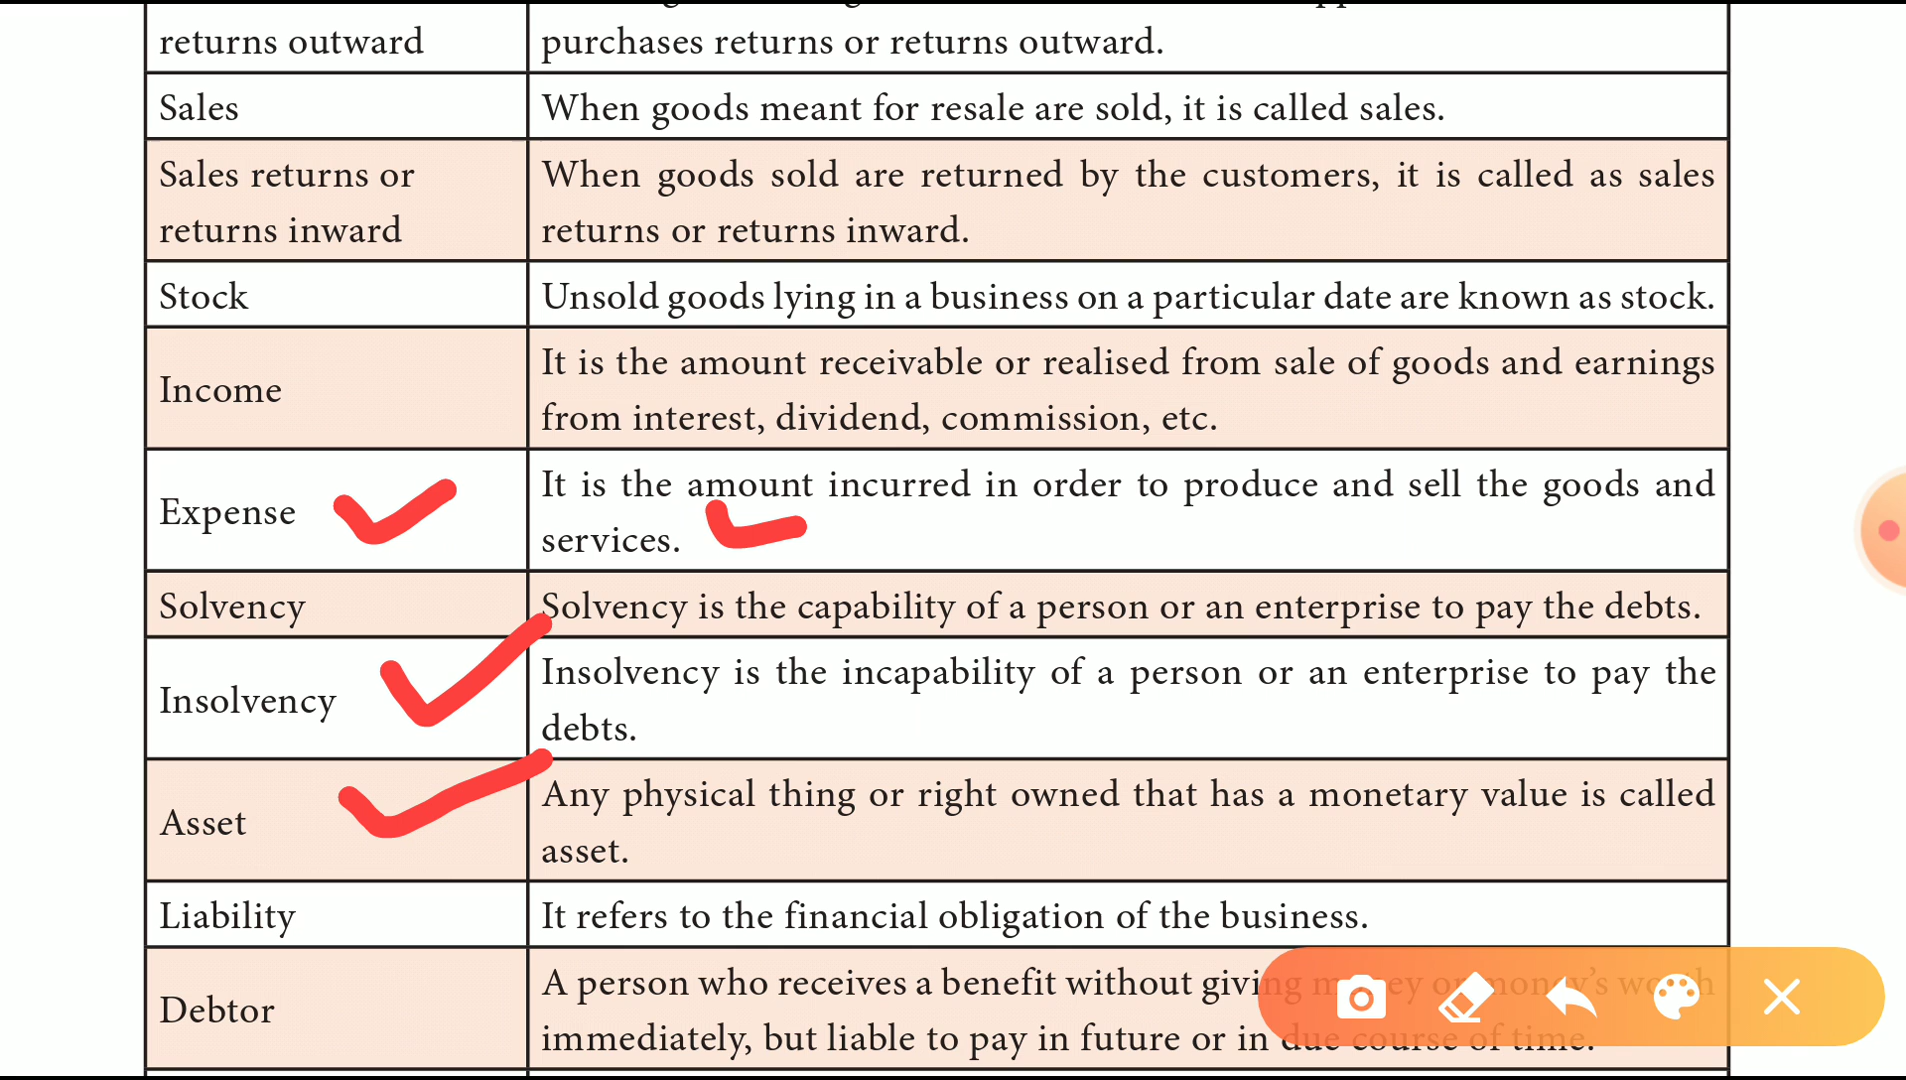 returns outward
purchases returns or returns outward.
Sales
When goods meant for resale are sold, it is called sales.
Sales returns or
returns inward
When goods sold are returned by the customers, it is called as sales
returns or returns inward.
Stock
Unsold goods lying in a business on a particular date are known as stock.
Income
It is the amount receivable or realised from sale of goods and earnings
from interest, dividend, commission, etc.
Expense
It is the amount incurred in order to produce and sell the goods and
services.
Solvency
Solvency is the capability of a person or an enterprise to pay the debts.
Insolvency
Insolvency is the incapability of a person or an enterprise to pay the
debts.
Asset
Any physical thing or right owned that has a monetary value is called
asset.
Liability
It refers to the financial obligation of the business.
Debtor
A person who receives a benefit without giving money or money's worth
immediately, but liable to pay in future or in due course of time.